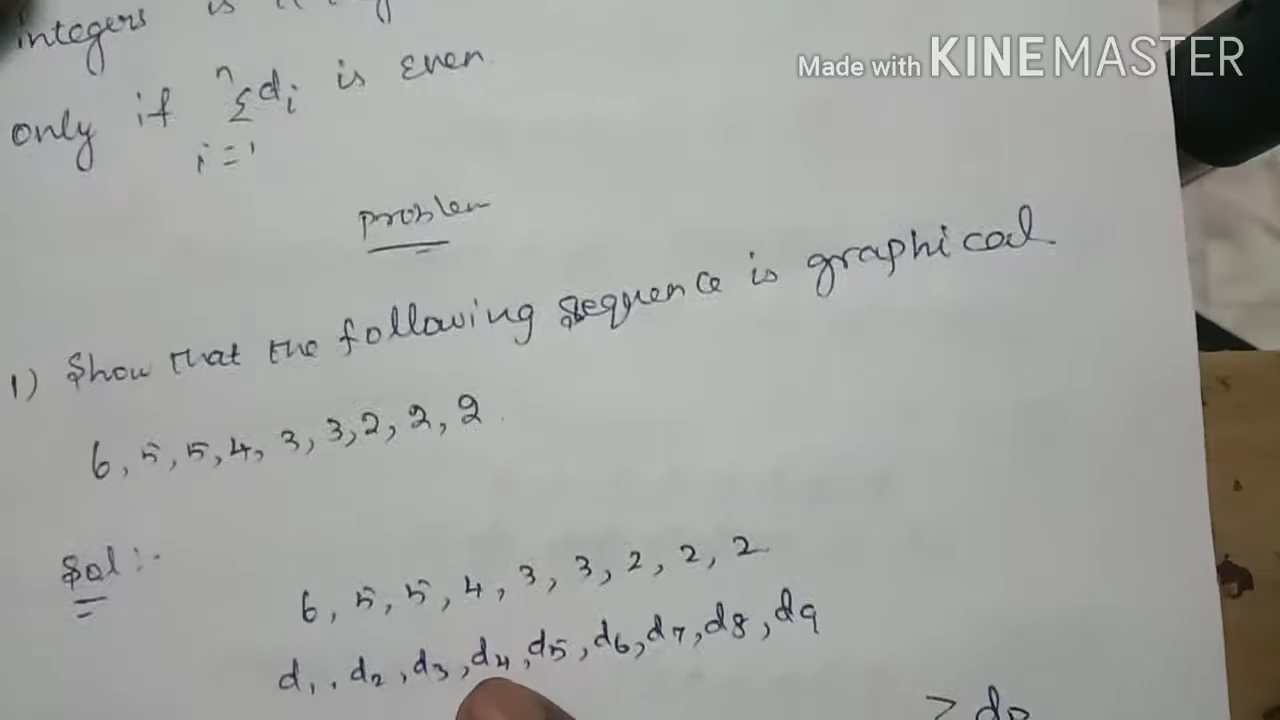 integers is
Made with KINEMASTER
only if n Σ di is even
i=1
problem
1) Show that the following sequence is graphical
6, 5, 5, 4, 3, 3, 2, 2, 2
Sol :-
6, 5, 5, 4, 3, 3, 2, 2, 2
d1, d2, d3, d4, d5, d6, d7, d8, d9